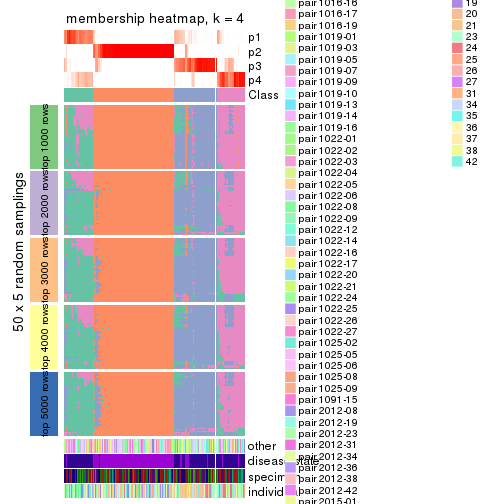 membership heatmap, k = 4
p1
p2
p3
p4
Class
50 x 5 random samplings
top 1000 rows
top 2000 rows
top 3000 rows
top 4000 rows
top 5000 rows
other
disease.state
individ
pair1016-16
pair1016-17
pair1016-19
pair1019-01
pair1019-03
pair1019-05
pair1019-07
pair1019-09
pair1019-10
pair1019-13
pair1019-14
pair1019-16
pair1022-01
pair1022-02
pair1022-03
pair1022-04
pair1022-05
pair1022-06
pair1022-08
pair1022-09
pair1022-12
pair1022-14
pair1022-16
pair1022-17
pair1022-20
pair1022-21
pair1022-24
pair1022-25
pair1022-26
pair1022-27
pair1025-02
pair1025-05
pair1025-06
pair1025-08
pair1025-09
pair1091-15
pair2012-08
pair2012-19
pair2012-23
pair2012-31
pair2012-34
pair2012-36
pair2012-38
pair2012-42
pair2015-01
19
20
21
23
24
25
26
27
31
34
35
36
37
38
42